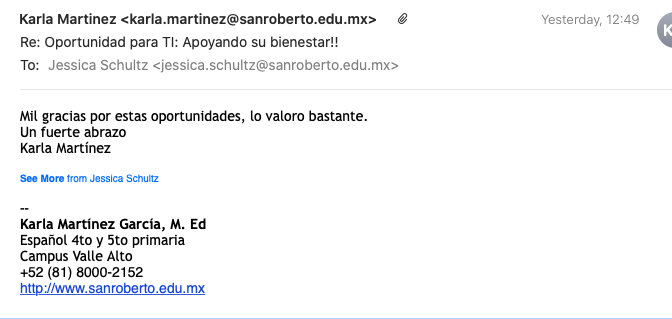 Karla Martinez <karla.martinez@sanroberto.edu.mx>
Yesterday, 12:49
K
Re: Oportunidad para TI: Apoyando su bienestar!!
To: Jessica Schultz <jessica.schultz@sanroberto.edu.mx>
Mil gracias por estas oportunidades, lo valoro bastante.
Un fuerte abrazo
Karla Martínez
See More from Jessica Schultz
--
Karla Martínez García, M. Ed
Español 4to y 5to primaria
Campus Valle Alto
+52 (81) 8000-2152
http://www.sanroberto.edu.mx